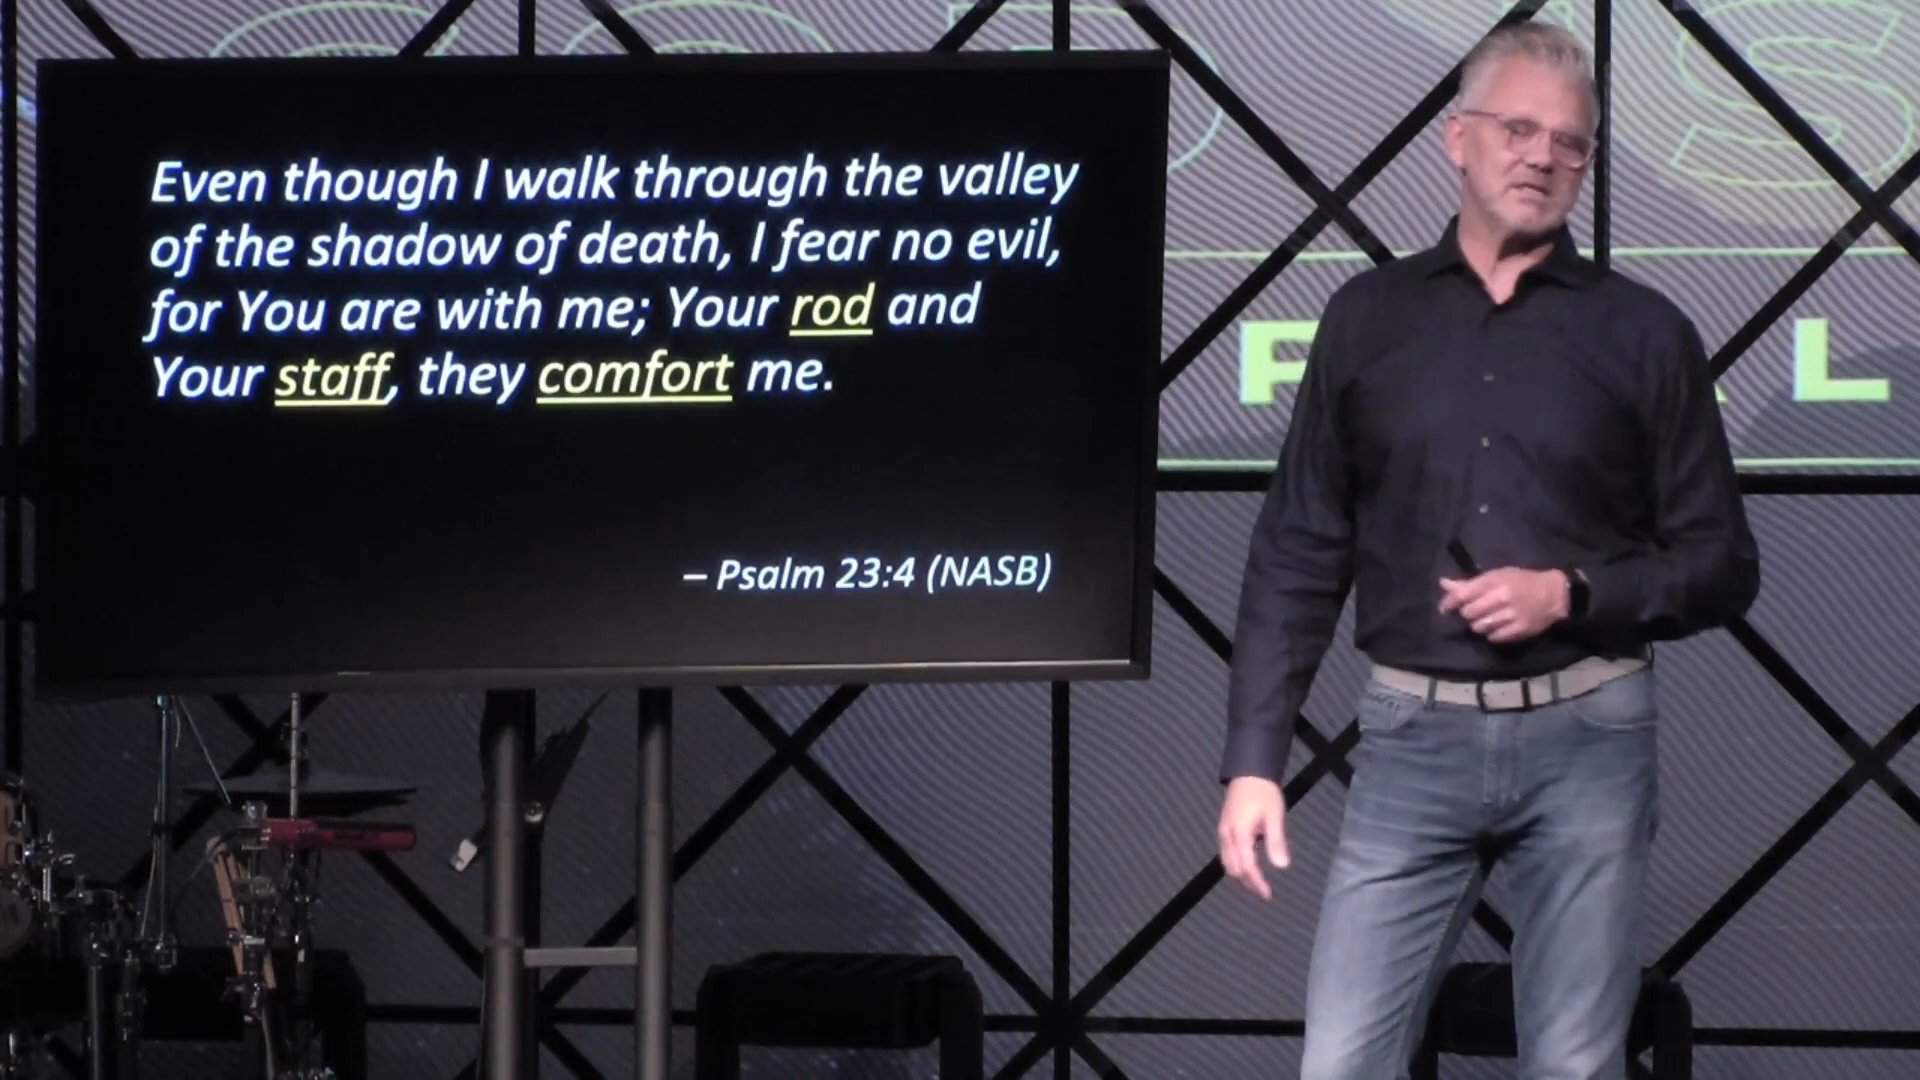 Even though I walk through the valley
of the shadow of death, I fear no evil,
for You are with me; Your rod and
Your staff, they comfort me.
– Psalm 23:4 (NASB)